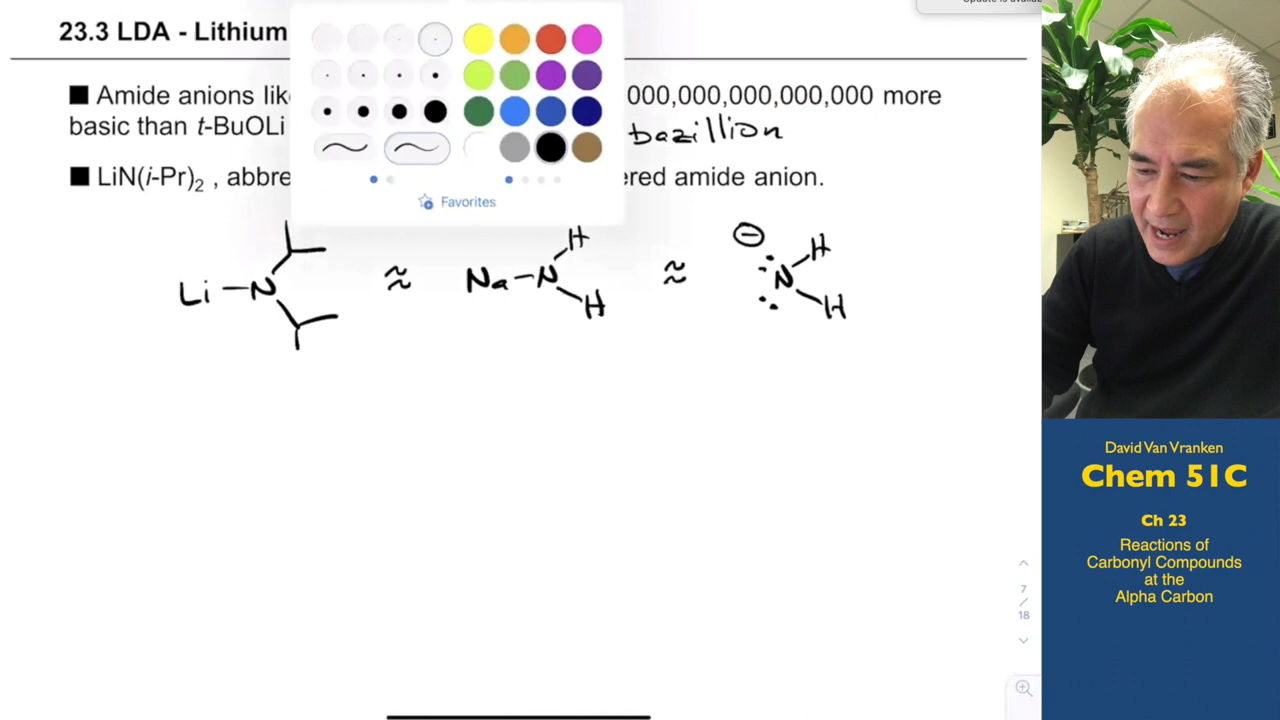 23.3 LDA - Lithium
■ Amide anions lik 000,000,000,000,000 more
basic than t-BuOLi bazillion
■ LiN(i-Pr)₂ , abbre ered amide anion.
Favorites
Li –N ≈ Na –N H H ≈ ⊖ N H H
7
/
18
David Van Vranken
Chem 51C
Ch 23
Reactions of
Carbonyl Compounds
at the
Alpha Carbon